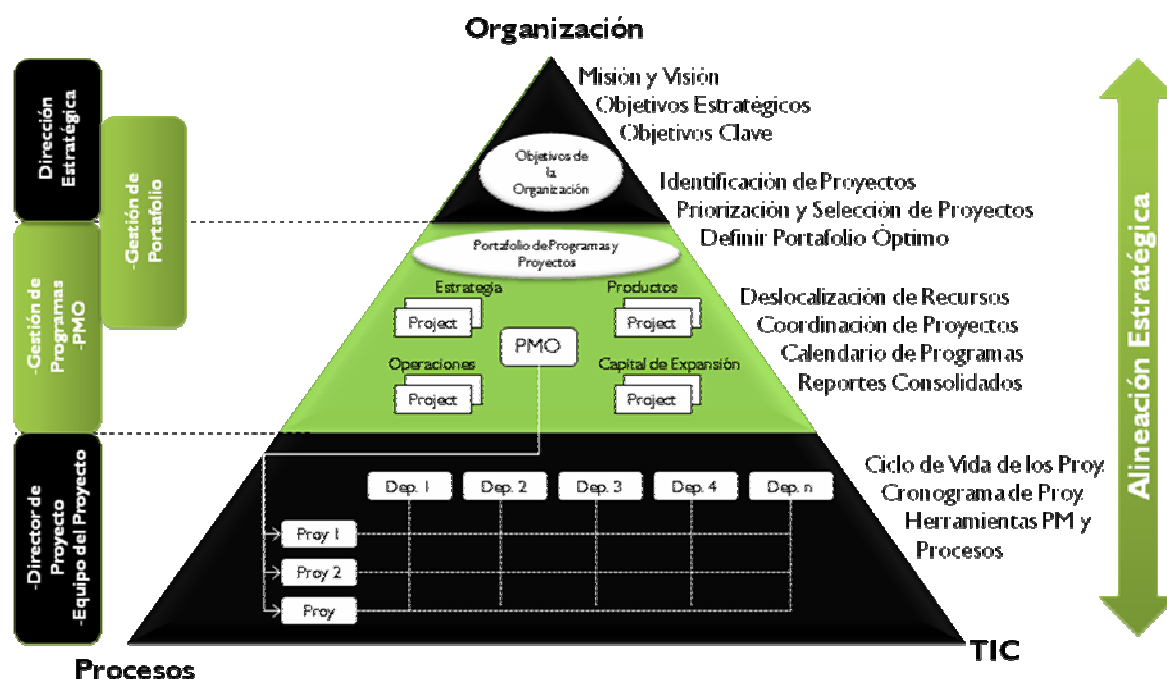 Organización
Dirección
Estratégica
-Gestión de
Portafolio
-Gestión de
Programas
-PMO
-Director de
Proyecto
-Equipo del Proyecto
Misión y Visión
Objetivos Estratégicos
Objetivos Clave
Objetivos de
la
Organización
Identificación de Proyectos
Priorización y Selección de Proyectos
Definir Portafolio Óptimo
Portafolio de Programas y
Proyectos
Estrategia
Project
Productos
Project
PMO
Operaciones
Project
Capital de Expansión
Project
Deslocalización de Recursos
Coordinación de Proyectos
Calendario de Programas
Reportes Consolidados
Dep. 1
Dep. 2
Dep. 3
Dep. 4
Dep. n
Proy 1
Proy 2
Proy
Ciclo de Vida de los Proy.
Cronograma de Proy.
Herramientas PM y
Procesos
Alineación Estratégica
Procesos
TIC